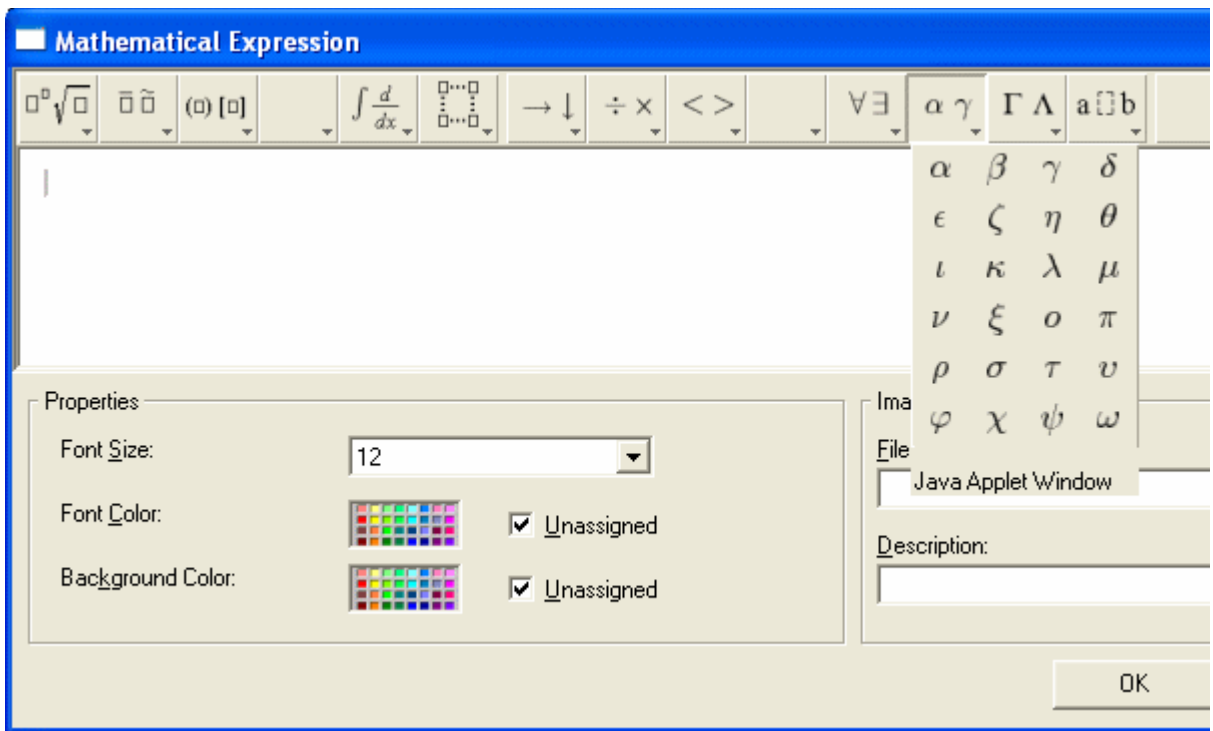 Mathematical Expression
□° √□ □̅ □̃ (□) [□] ∫ d/dx □···□ □···□ → ↓ ÷ × < > ∀ ∃ α γ Γ Λ a □ b
α β γ δ
ϵ ζ η θ
ι κ λ μ
ν ξ ο π
ρ σ τ υ
φ χ ψ ω
Java Applet Window
Properties
Font Size:
12
Font Color:
Unassigned
Background Color:
Unassigned
Ima
File
Description:
OK